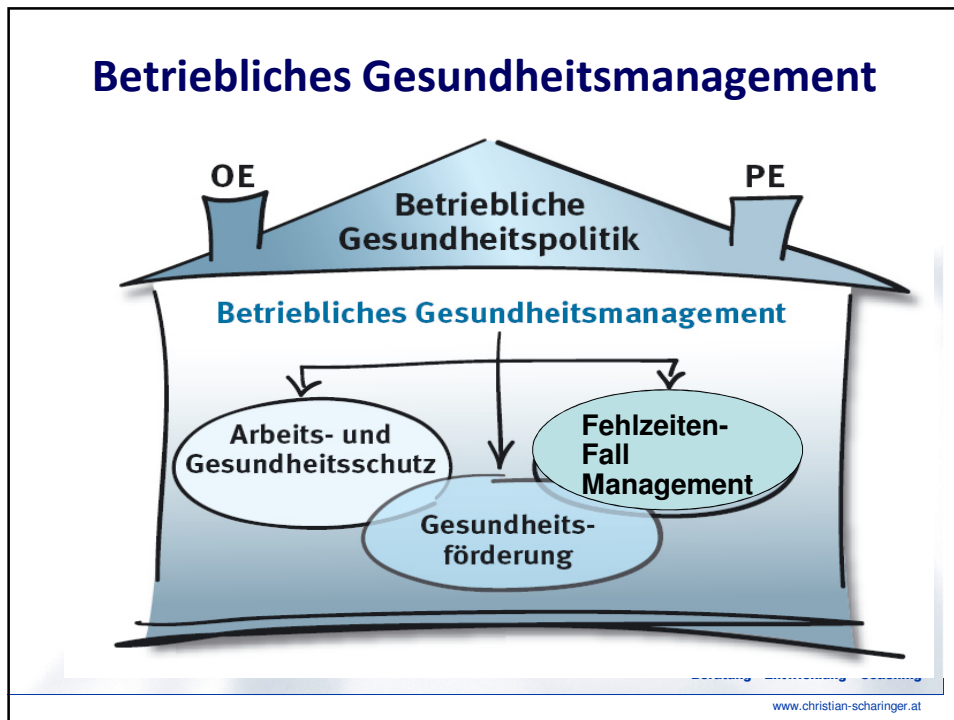 Betriebliches Gesundheitsmanagement
OE
PE
Betriebliche
Gesundheitspolitik
Betriebliches Gesundheitsmanagement
Arbeits- und
Gesundheitsschutz
Fehlzeiten-
Fall
Management
Gesundheits-
förderung
www.christian-scharinger.at